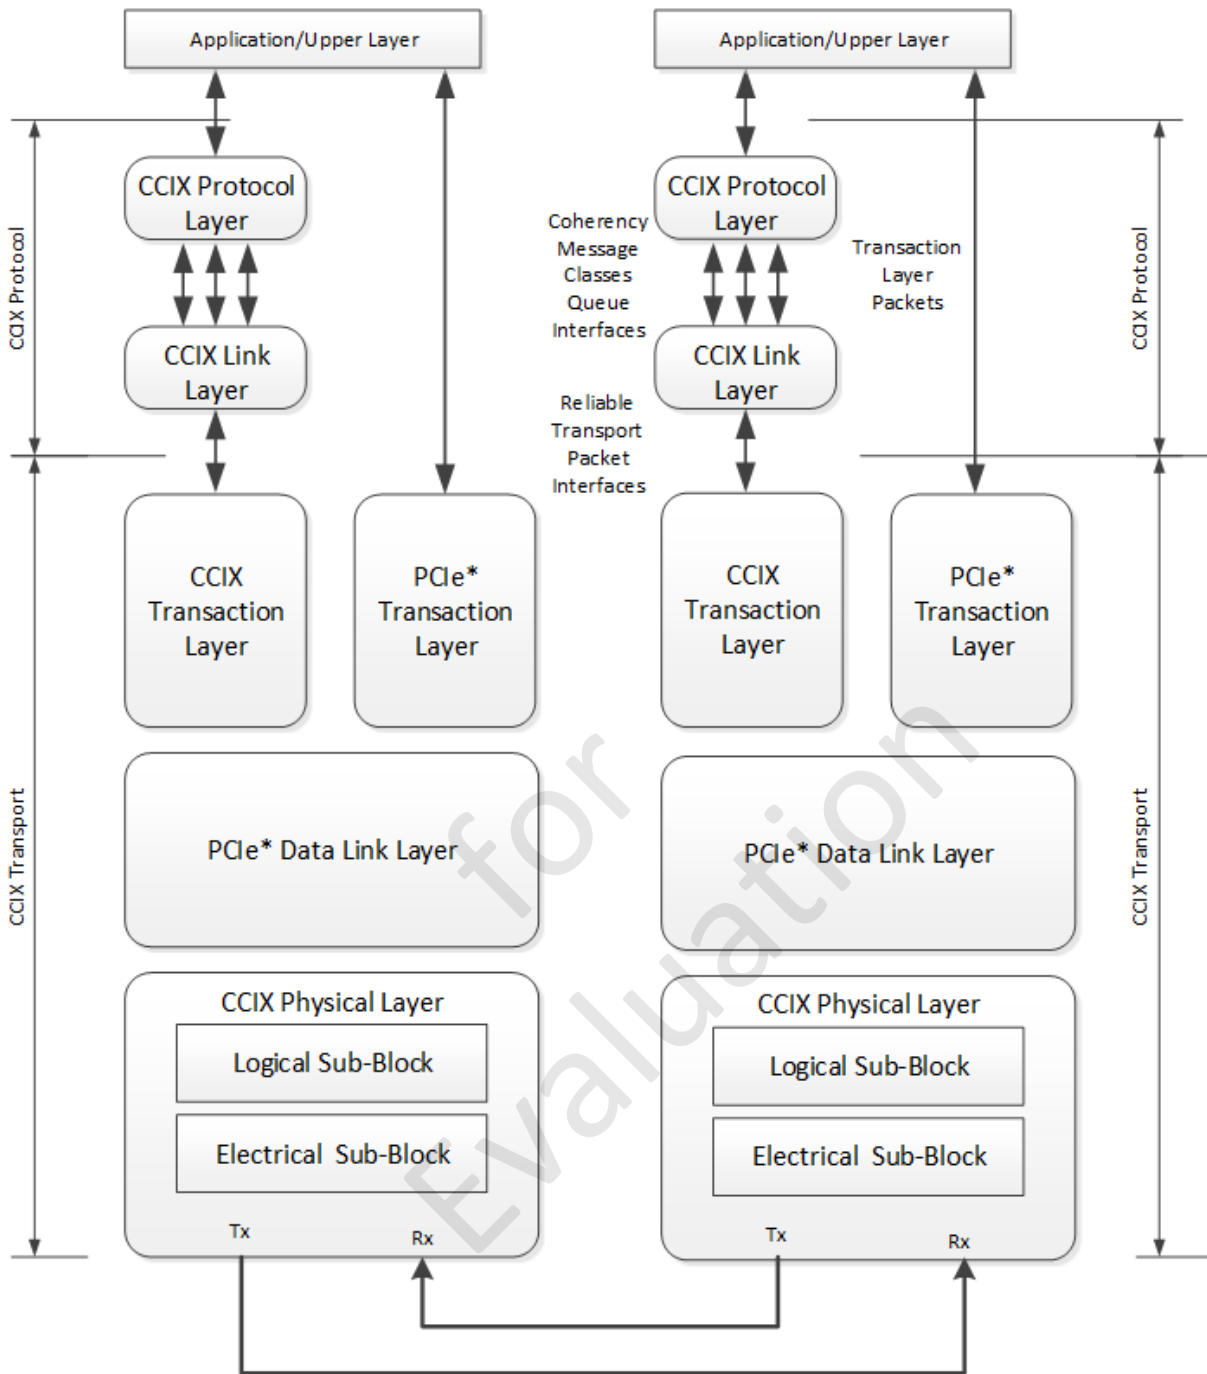 Application/Upper Layer
Application/Upper Layer
CCIX Protocol
CCIX Protocol
Layer
CCIX Protocol
Layer
Coherency
Message
Classes
Queue
Interfaces
Transaction
Layer
Packets
CCIX Protocol
CCIX Link
Layer
CCIX Link
Layer
Reliable
Transport
Packet
Interfaces
CCIX
Transaction
Layer
PCIe*
Transaction
Layer
CCIX
Transaction
Layer
PCIe*
Transaction
Layer
CCIX Transport
PCIe* Data Link Layer
PCIe* Data Link Layer
CCIX Transport
CCIX Physical Layer
Logical Sub-Block
Electrical Sub-Block
Tx
Rx
CCIX Physical Layer
Logical Sub-Block
Electrical Sub-Block
Tx
Rx
for
Evaluation